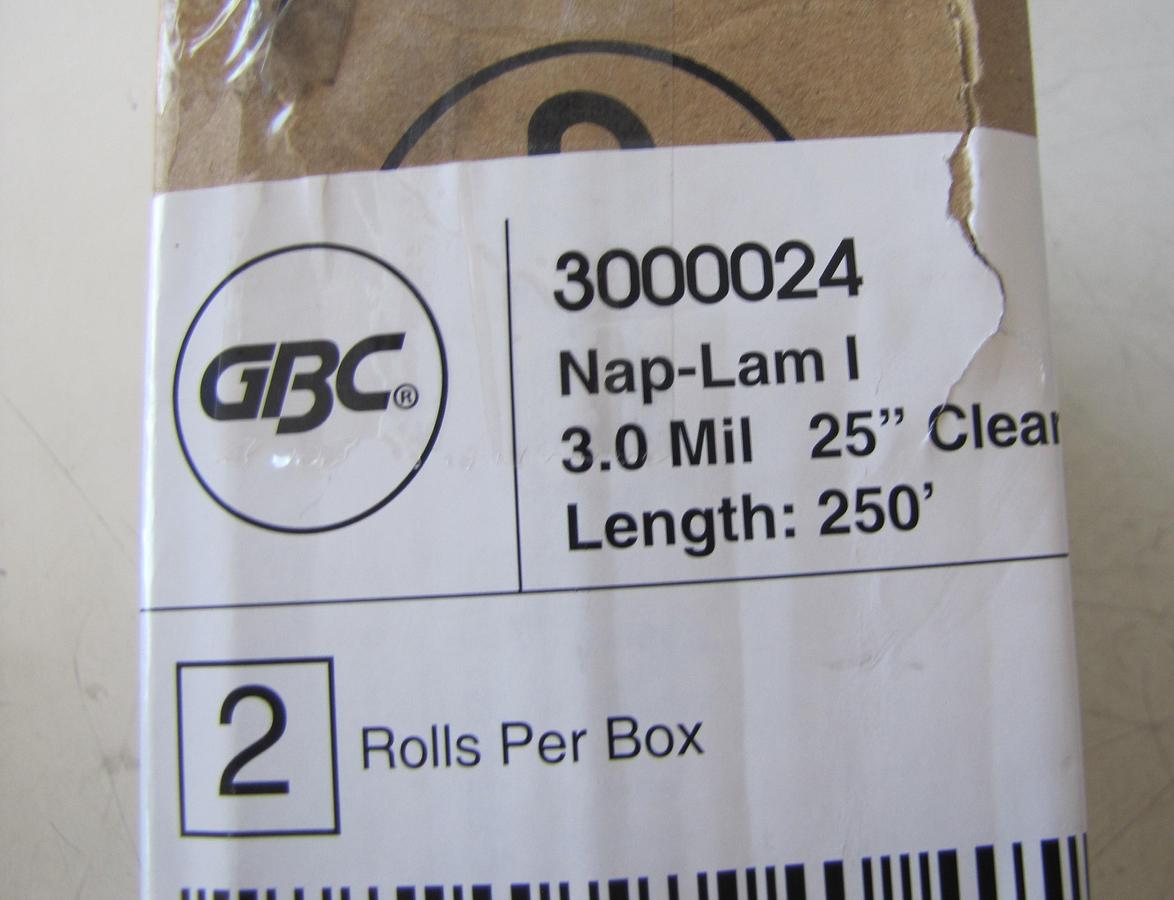 GBC®
3000024
Nap-Lam I
3.0 Mil 25” Clear
Length: 250’
2 Rolls Per Box